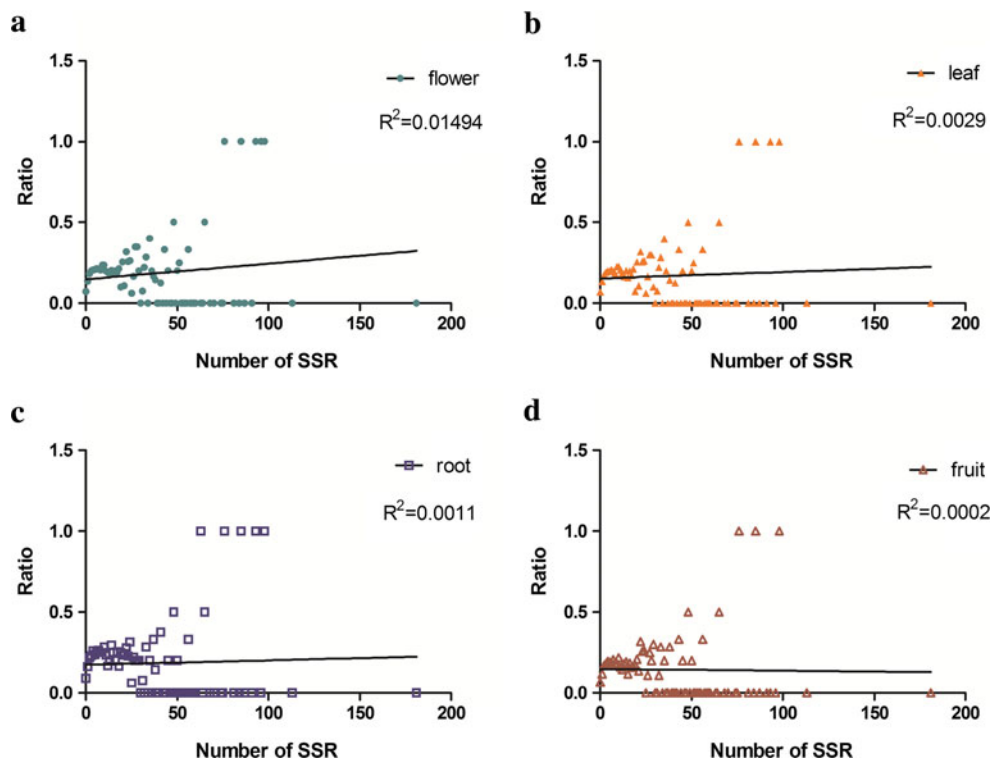 a
1.5
1.0
0.5
0.0
0
50
100
150
200
Ratio
Number of SSR
flower
R²=0.01494
b
1.5
1.0
0.5
0.0
0
50
100
150
200
Ratio
Number of SSR
leaf
R²=0.0029
c
1.5
1.0
0.5
0.0
0
50
100
150
200
Ratio
Number of SSR
root
R²=0.0011
d
1.5
1.0
0.5
0.0
0
50
100
150
200
Ratio
Number of SSR
fruit
R²=0.0002